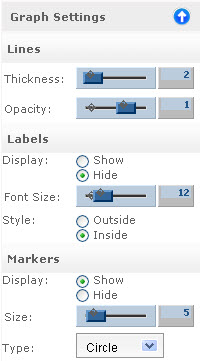 Graph Settings
Lines
Thickness: 2
Opacity: 1
Labels
Display: Show
Hide
Font Size: 12
Style: Outside
Inside
Markers
Display: Show
Hide
Size: 5
Type: Circle